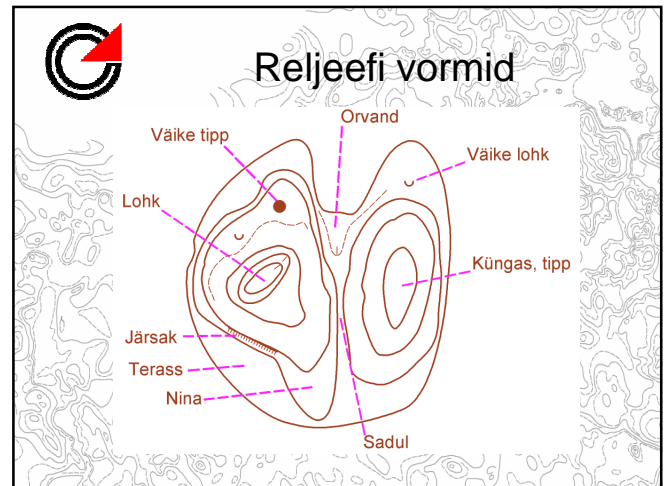 Reljeefi vormid
Orvand
Väike tipp
Väike lohk
Lohk
Küngas, tipp
Järsak
Terass
Nina
Sadul